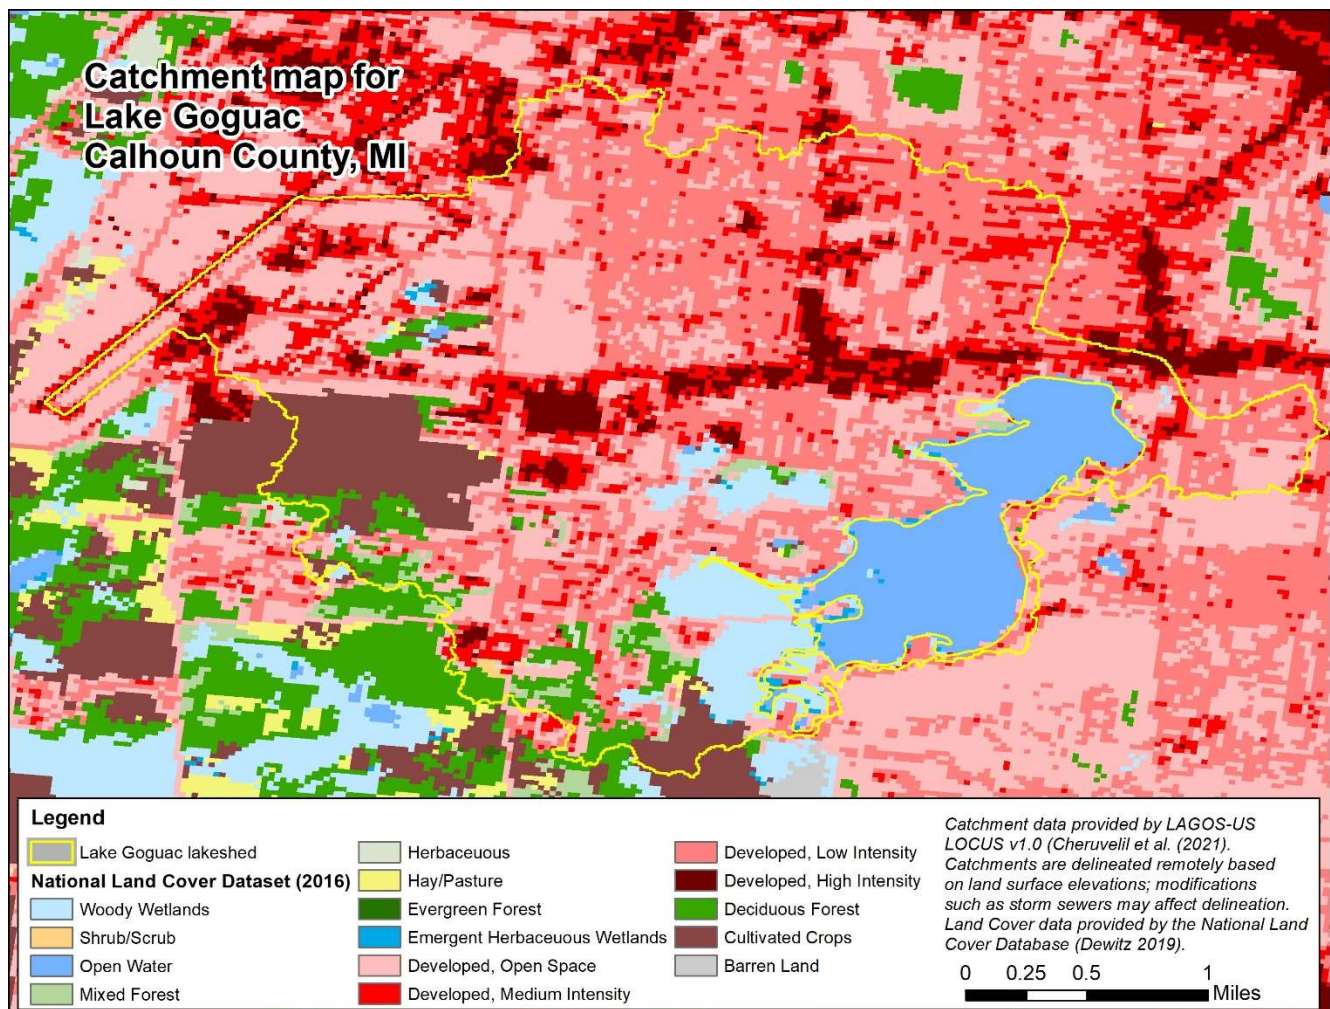 Catchment map for
Lake Goguac
Calhoun County, MI
Legend
Lake Goguac lakeshed
National Land Cover Dataset (2016)
Woody Wetlands
Shrub/Scrub
Open Water
Mixed Forest
Herbaceuous
Hay/Pasture
Evergreen Forest
Emergent Herbaceuous Wetlands
Developed, Open Space
Developed, Medium Intensity
Developed, Low Intensity
Developed, High Intensity
Deciduous Forest
Cultivated Crops
Barren Land
Catchment data provided by LAGOS-US
LOCUS v1.0 (Cheruvelil et al. (2021).
Catchments are delineated remotely based
on land surface elevations; modifications
such as storm sewers may affect delineation.
Land Cover data provided by the National Land
Cover Database (Dewitz 2019).
0 0.25 0.5 1
Miles